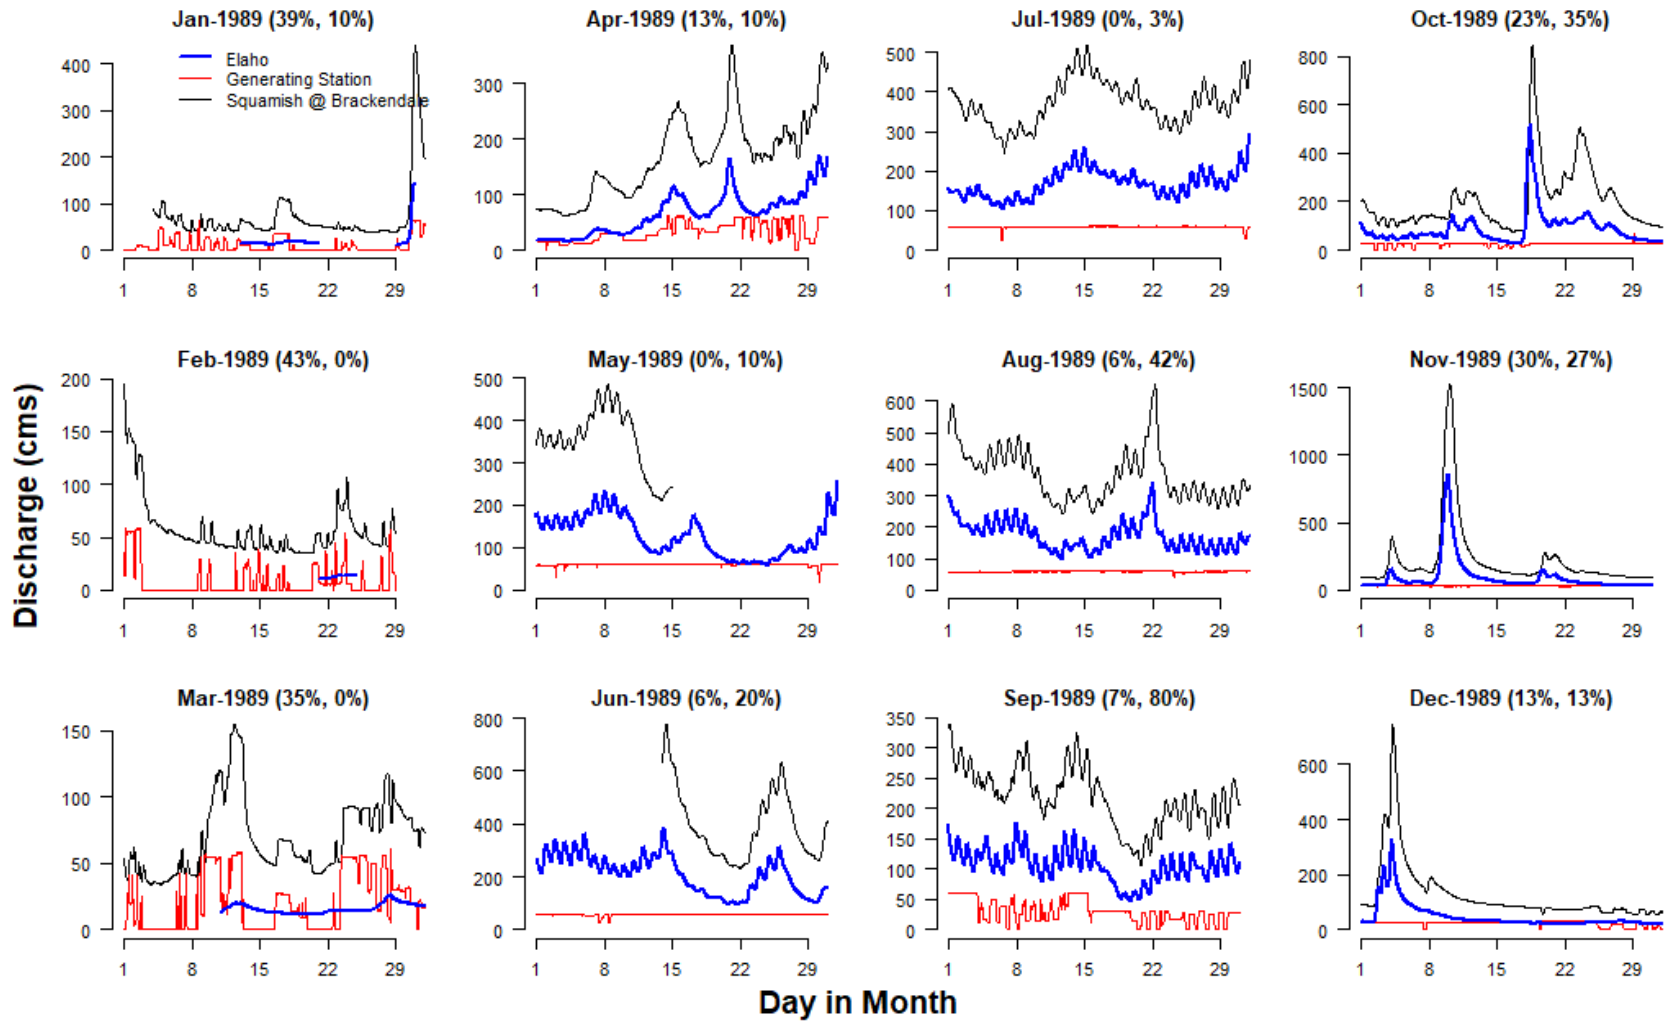 Jan-1989 (39%, 10%)
Apr-1989 (13%, 10%)
Jul-1989 (0%, 3%)
Oct-1989 (23%, 35%)
Elaho
Generating Station
Squamish @ Brackendale
400
300
200
100
0
1 8 15 22 29
300
200
100
0
1 8 15 22 29
500
400
300
200
100
0
1 8 15 22 29
800
600
400
200
0
1 8 15 22 29
Feb-1989 (43%, 0%)
May-1989 (0%, 10%)
Aug-1989 (6%, 42%)
Nov-1989 (30%, 27%)
200
150
100
50
0
1 8 15 22 29
500
400
300
200
100
0
1 8 15 22 29
600
500
400
300
200
100
0
1 8 15 22 29
1500
1000
500
0
1 8 15 22 29
Discharge (cms)
Mar-1989 (35%, 0%)
Jun-1989 (6%, 20%)
Sep-1989 (7%, 80%)
Dec-1989 (13%, 13%)
150
100
50
0
1 8 15 22 29
800
600
400
200
0
1 8 15 22 29
350
300
250
200
150
100
50
0
1 8 15 22 29
600
400
200
0
1 8 15 22 29
Day in Month